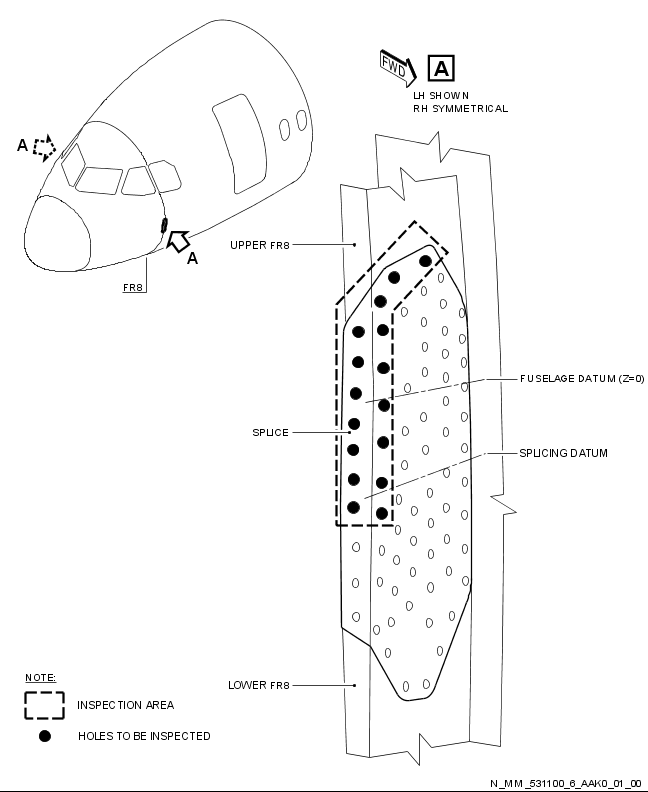 FWD
A
LH SHOWN
RH SYMMETRICAL
A
A
FR8
UPPER FR8
FUSELAGE DATUM (Z=0)
SPLICE
SPLICING DATUM
LOWER FR8
NOTE:
INSPECTION AREA
HOLES TO BE INSPECTED
N_MM_531100_6_AAK0_01_00